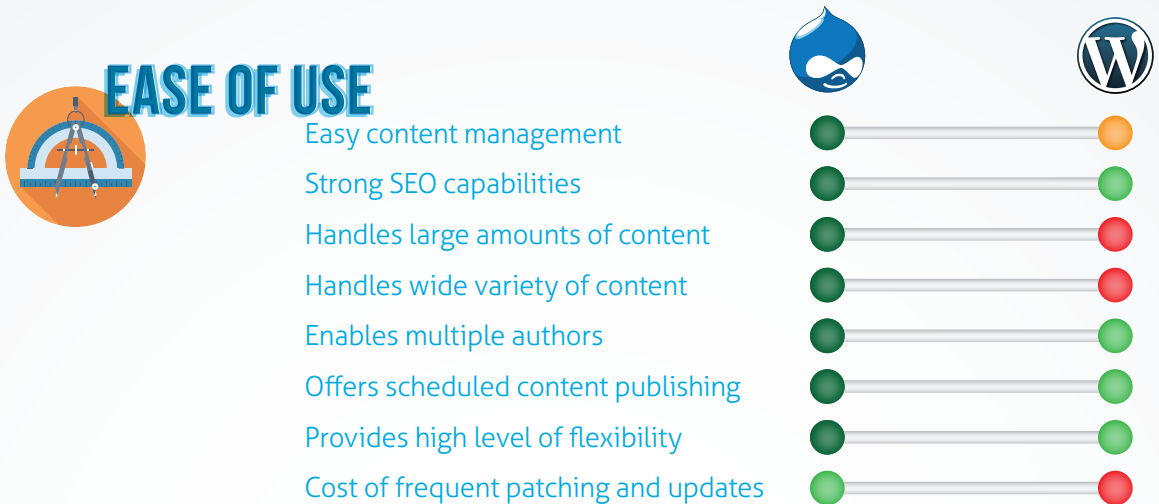 EASE OF USE
Easy content management
Strong SEO capabilities
Handles large amounts of content
Handles wide variety of content
Enables multiple authors
Offers scheduled content publishing
Provides high level of flexibility
Cost of frequent patching and updates